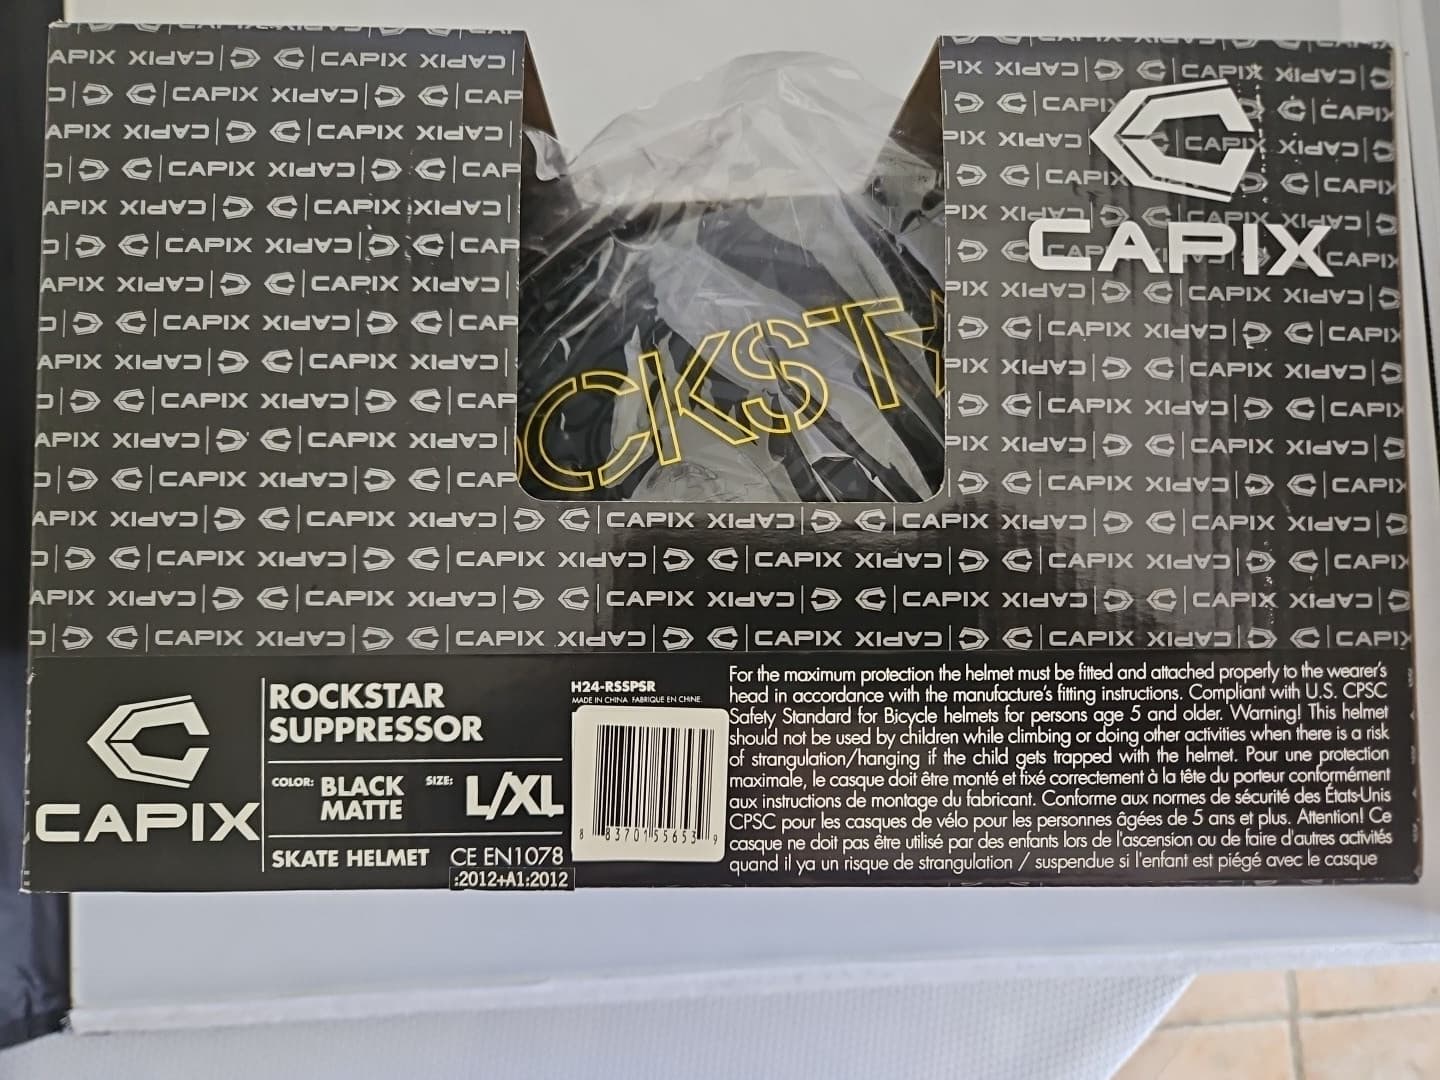 CAPIX
OCKSTA
CAPIX
ROCKSTAR
SUPPRESSOR
COLOR: BLACK
MATTE
SIZE: L/XL
SKATE HELMET
CE EN1078
:2012+A1:2012
H24-RSSPSR
MADE IN CHINA FABRIQUE EN CHINE
8 83701 55653 9
For the maximum protection the helmet must be fitted and attached properly to the wearer's
head in accordance with the manufacture's fitting instructions. Compliant with U.S. CPSC
Safety Standard for Bicycle helmets for persons age 5 and older. Warning! This helmet
should not be used by children while climbing or doing other activities when there is a risk
of strangulation/hanging if the child gets trapped with the helmet. Pour une protection
maximale, le casque doit être monté et fixé correctement à la tête du porteur conformément
aux instructions de montage du fabricant. Conforme aux normes de sécurité des États-Unis
CPSC pour les casques de vélo pour les personnes âgées de 5 ans et plus. Attention! Ce
casque ne doit pas être utilisé par des enfants lors de l'ascension ou de faire d'autres activités
quand il ya un risque de strangulation / suspendue si l'enfant est piégé avec le casque